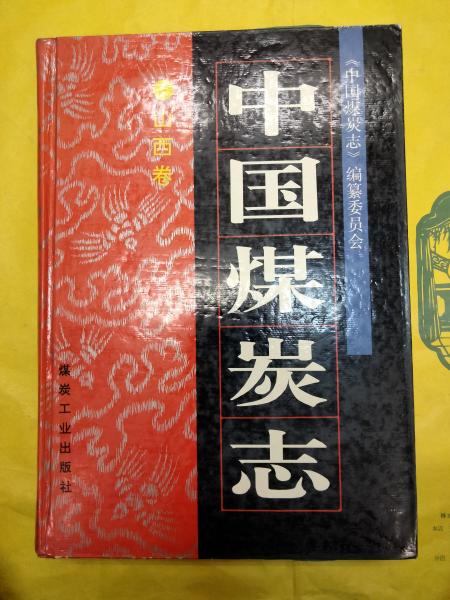 《中国煤炭志》编纂委员会
中国煤炭志
山西卷
煤炭工业出版社